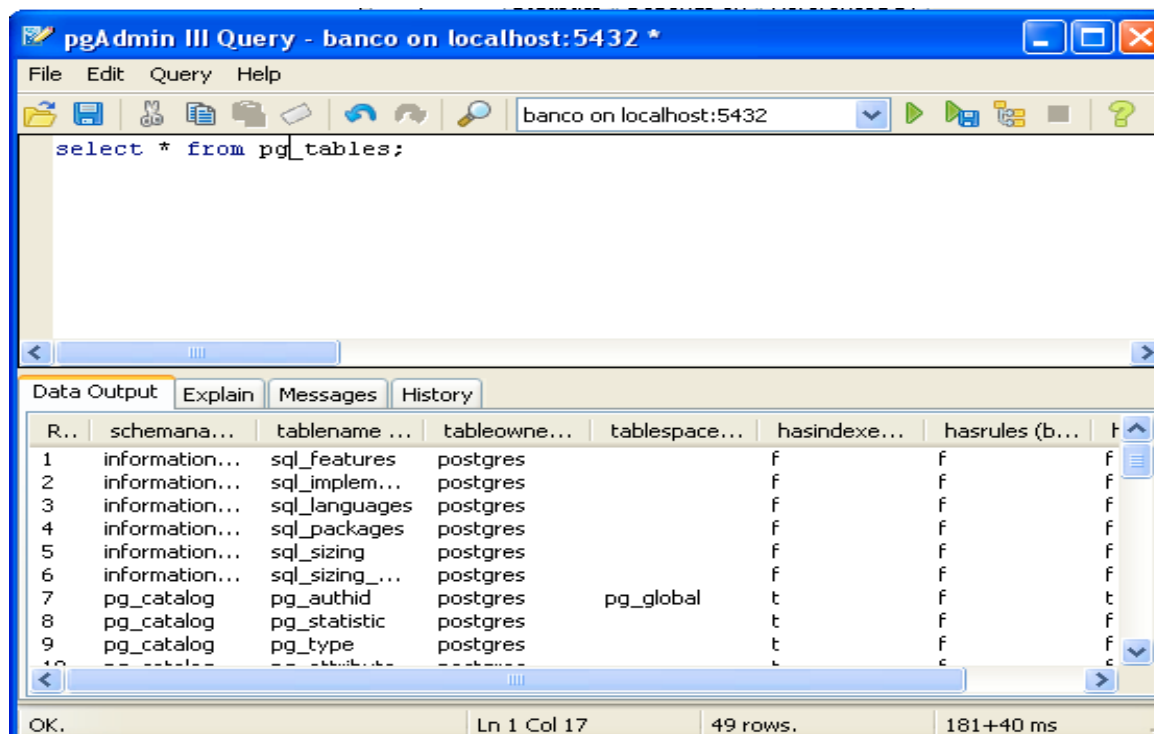 pgAdmin III Query - banco on localhost:5432 *
File Edit Query Help
banco on localhost:5432
select * from pg_tables;
Data Output Explain Messages History
R.. schemana... tablename ... tableowne... tablespace... hasindexe... hasrules (b...
1 information... sql_features postgres f f f
2 information... sql_implem... postgres f f f
3 information... sql_languages postgres f f f
4 information... sql_packages postgres f f f
5 information... sql_sizing postgres f f f
6 information... sql_sizing_... postgres f f f
7 pg_catalog pg_authid postgres pg_global t f t
8 pg_catalog pg_statistic postgres t f f
9 pg_catalog pg_type postgres t f f
OK. Ln 1 Col 17 49 rows. 181+40 ms